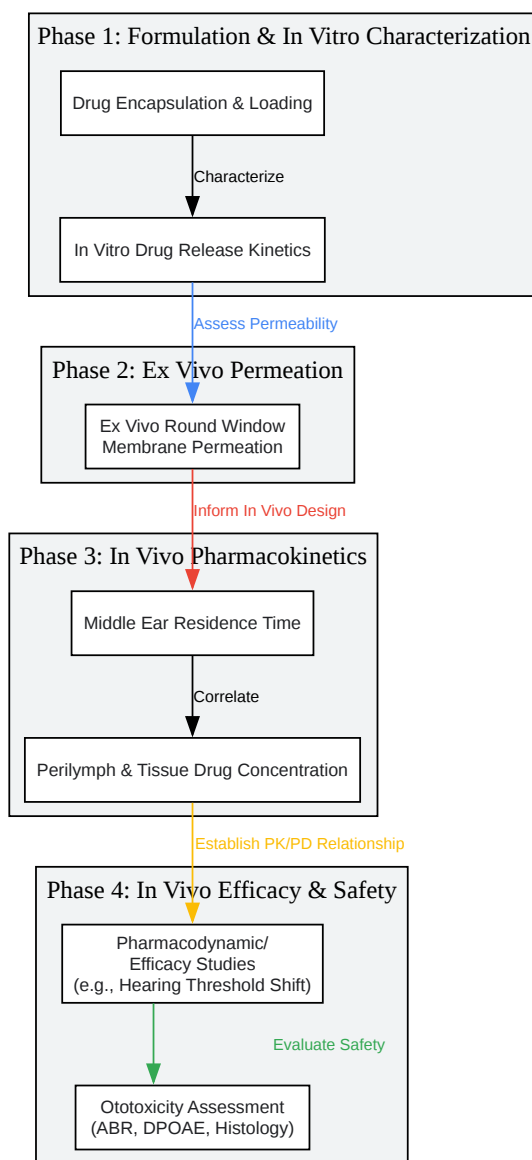 Phase 1: Formulation & In Vitro Characterization
Drug Encapsulation & Loading
Characterize
In Vitro Drug Release Kinetics
Assess Permeability
Phase 2: Ex Vivo Permeation
Ex Vivo Round Window
Membrane Permeation
Inform In Vivo Design
Phase 3: In Vivo Pharmacokinetics
Middle Ear Residence Time
Correlate
Perilymph & Tissue Drug Concentration
Establish PK/PD Relationship
Phase 4: In Vivo Efficacy & Safety
Pharmacodynamic/
Efficacy Studies
(e.g., Hearing Threshold Shift)
Evaluate Safety
Ototoxicity Assessment
(ABR, DPOAE, Histology)